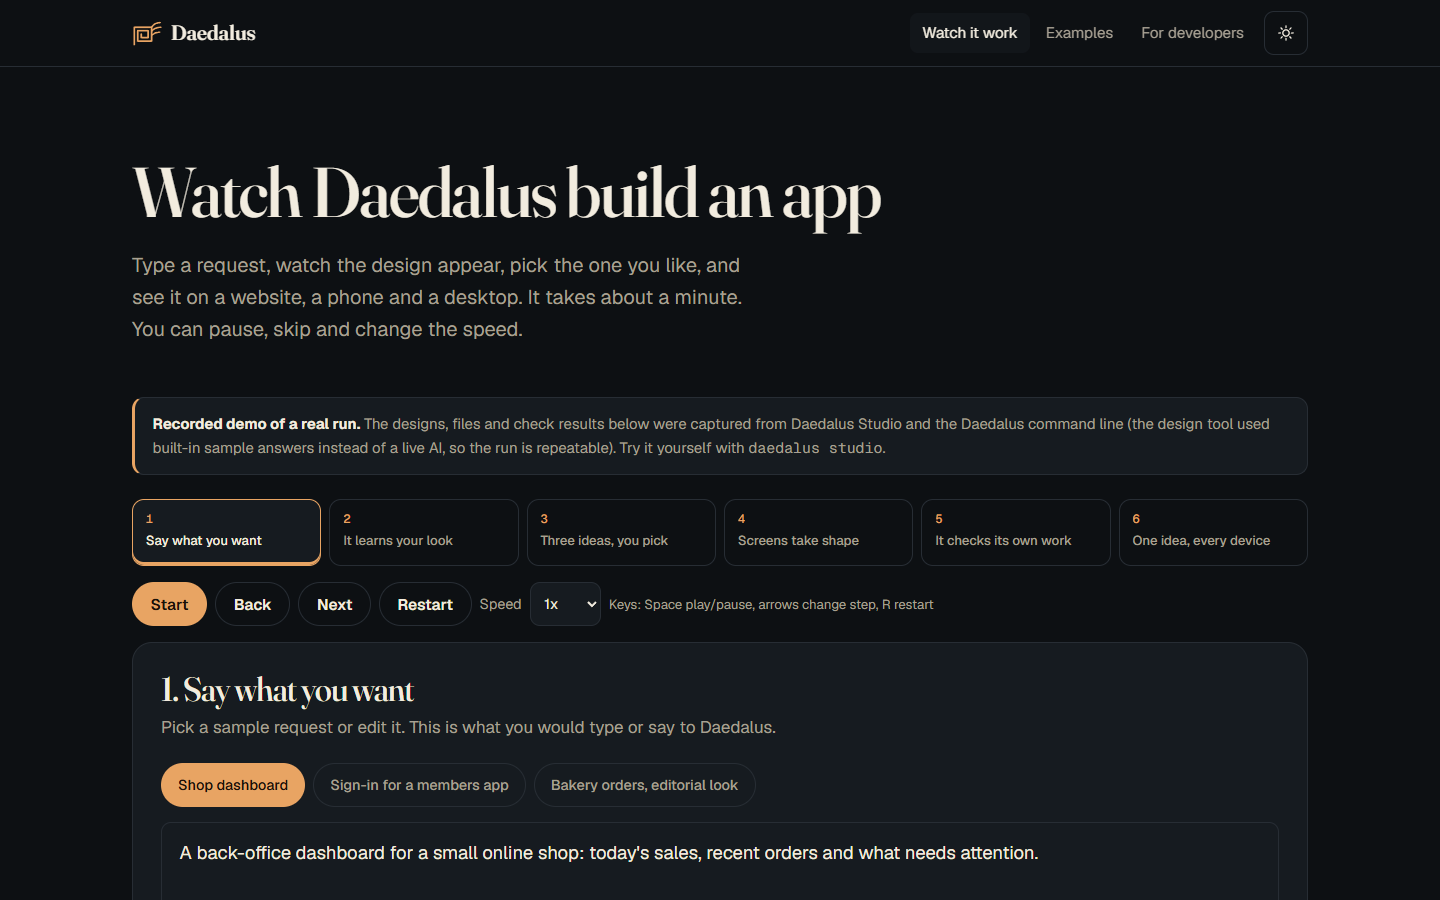 Daedalus
Watch it work
Examples
For developers
Watch Daedalus build an app
Type a request, watch the design appear, pick the one you like, and
see it on a website, a phone and a desktop. It takes about a minute.
You can pause, skip and change the speed.
Recorded demo of a real run. The designs, files and check results below were captured from Daedalus Studio and the Daedalus command line (the design tool used
built-in sample answers instead of a live AI, so the run is repeatable). Try it yourself with daedalus studio.
1
Say what you want
2
It learns your look
3
Three ideas, you pick
4
Screens take shape
5
It checks its own work
6
One idea, every device
Start
Back
Next
Restart
Speed
1x
Keys: Space play/pause, arrows change step, R restart
1. Say what you want
Pick a sample request or edit it. This is what you would type or say to Daedalus.
Shop dashboard
Sign-in for a members app
Bakery orders, editorial look
A back-office dashboard for a small online shop: today's sales, recent orders and what needs attention.